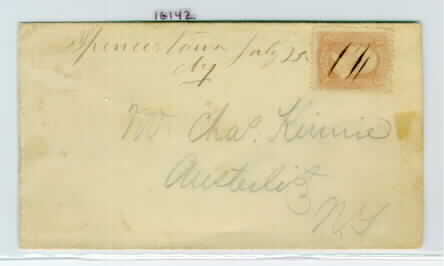 16142
Spencertown July 25
NY
Mr Chas. Kinnie
Austerlitz
N.Y